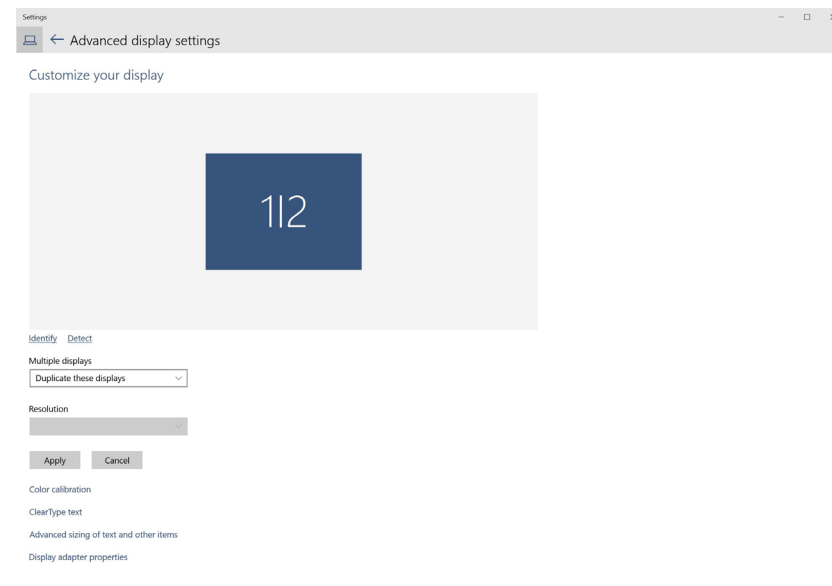 Settings
Advanced display settings
Customize your display
1|2
Identify Detect
Multiple displays
Duplicate these displays
Resolution
Apply Cancel
Color calibration
ClearType text
Advanced sizing of text and other items
Display adapter properties